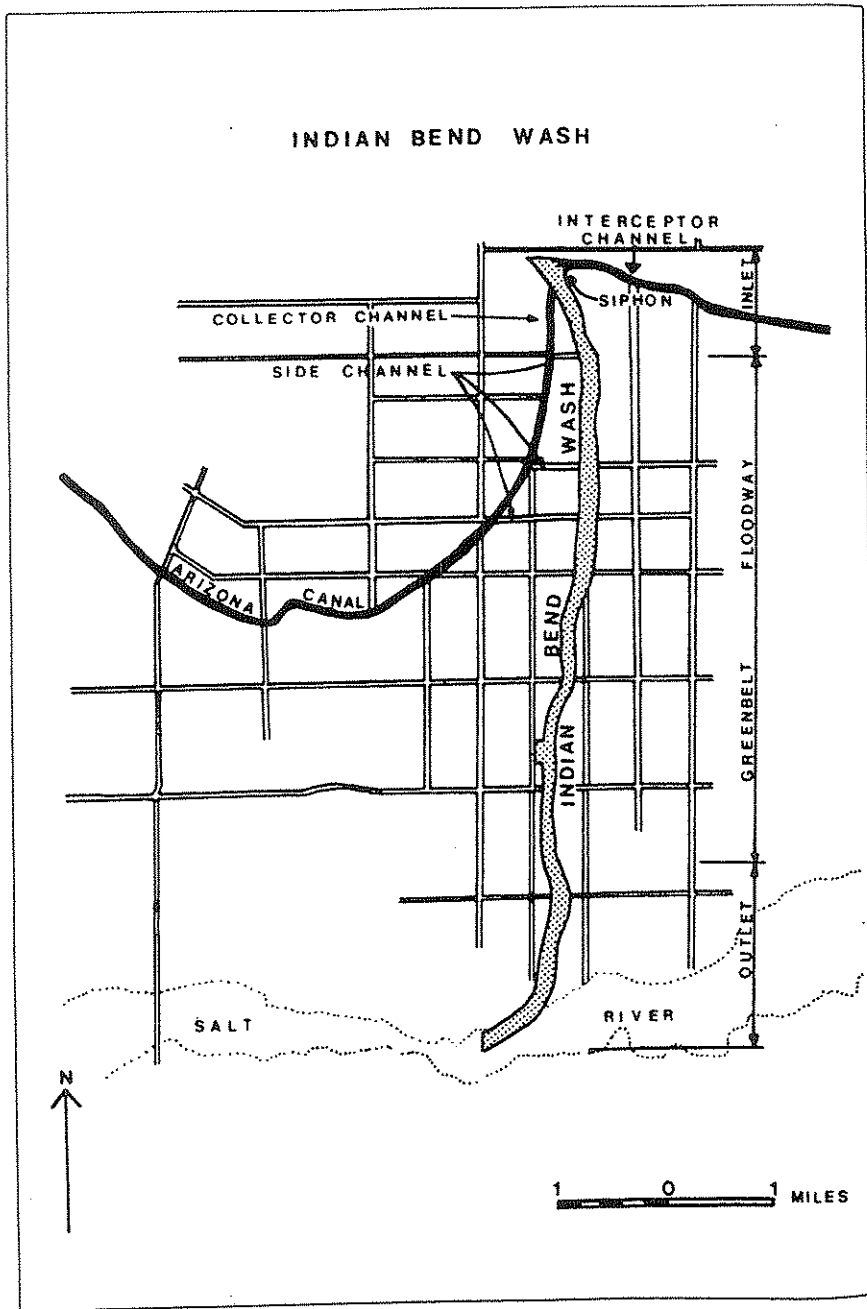 INDIAN BEND WASH
INTERCEPTOR
CHANNEL
SIPHON
COLLECTOR CHANNEL
SIDE CHANNEL
INLET
WASH
FLOODWAY
ARIZONA CANAL
BEND
INDIAN
GREENBELT
OUTLET
SALT RIVER
N
1 0 1 MILES